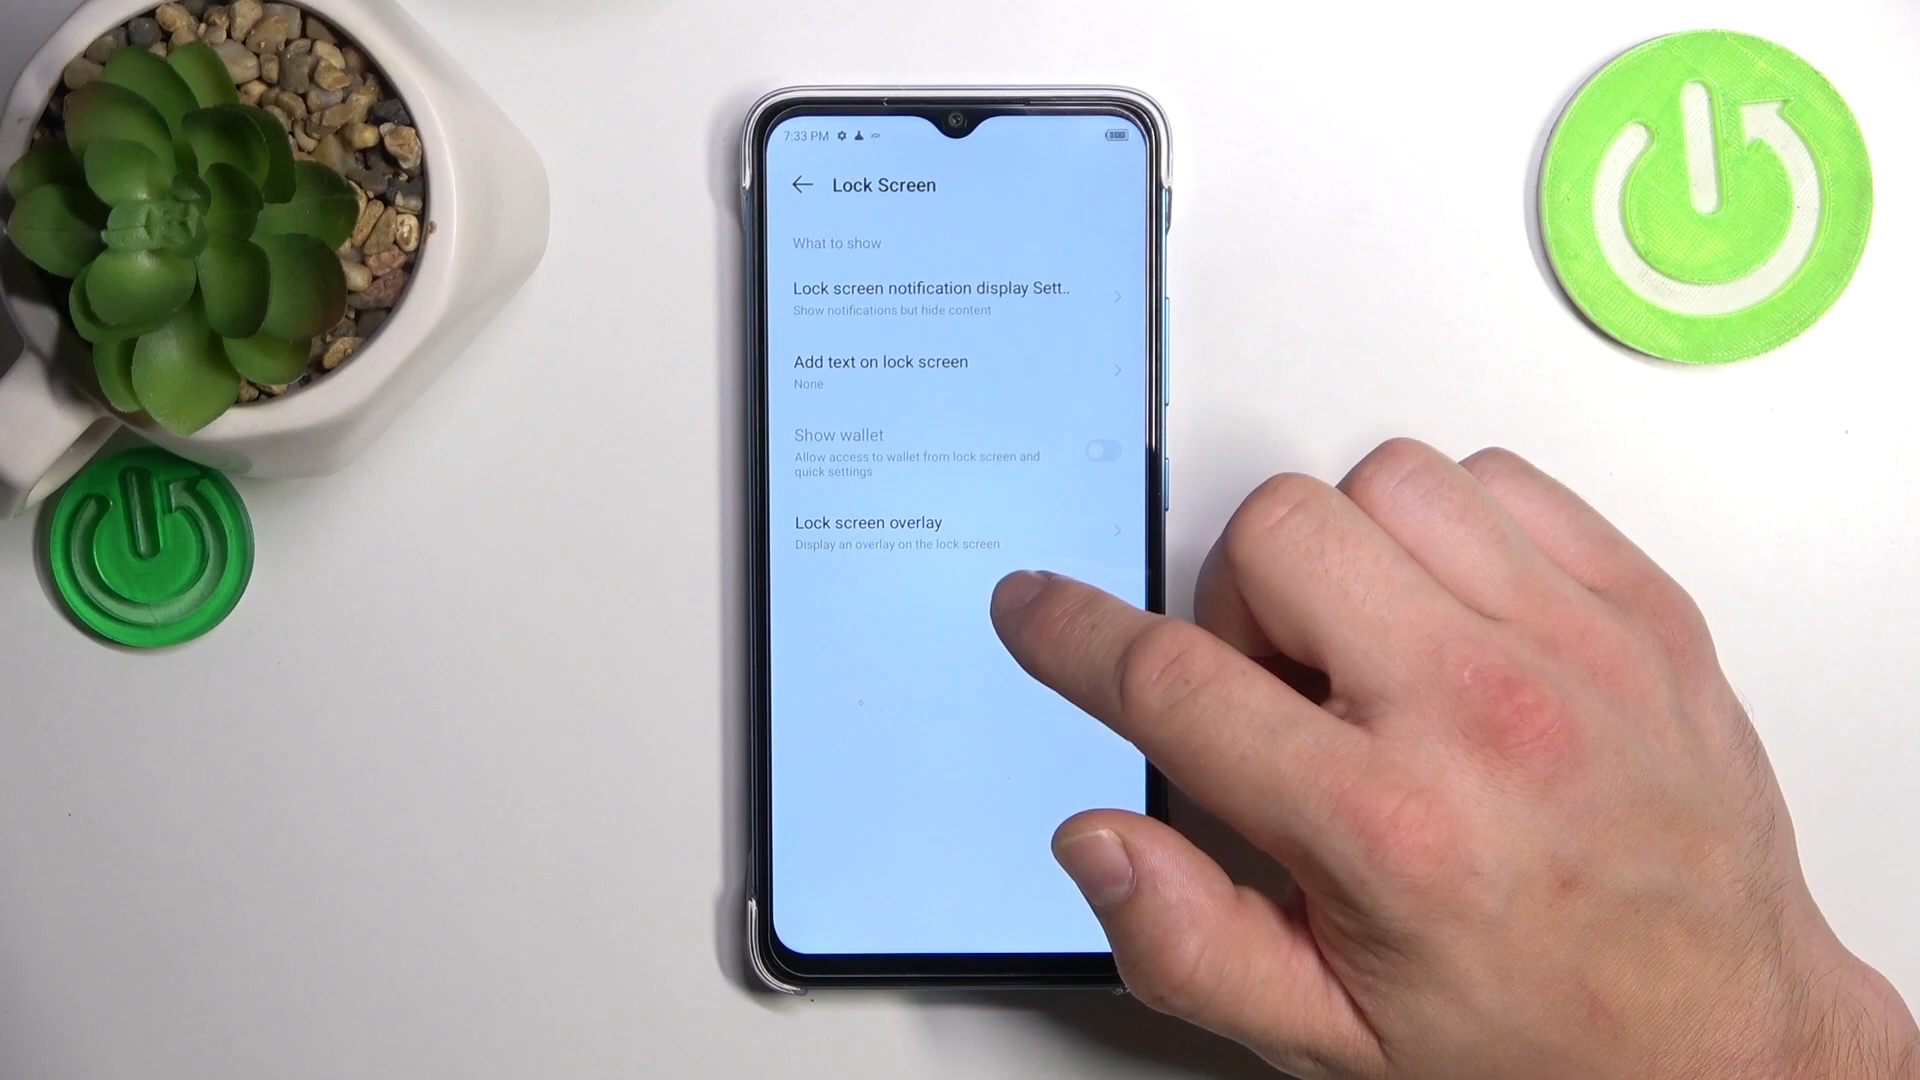 7:33 PM
100
Lock Screen
What to show
Lock screen notification display Sett..
Show notifications but hide content
Add text on lock screen
None
Show wallet
Allow access to wallet from lock screen and
quick settings
Lock screen overlay
Display an overlay on the lock screen